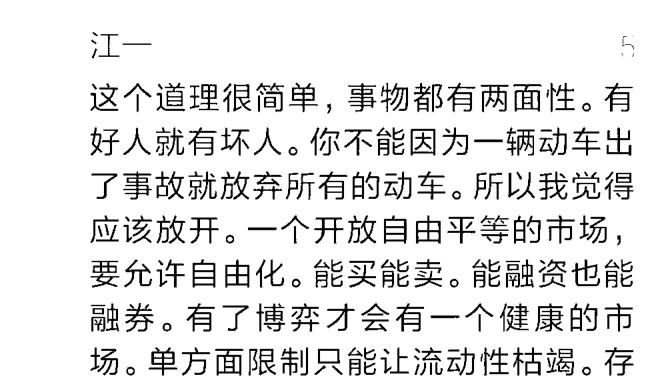 江一
5
这个道理很简单，事物都有两面性。有
好人就有坏人。你不能因为一辆动车出
了事故就放弃所有的动车。所以我觉得
应该放开。一个开放自由平等的市场，
要允许自由化。能买能卖。能融资也能
融券。有了博弈才会有一个健康的市
场。单方面限制只能让流动性枯竭。存